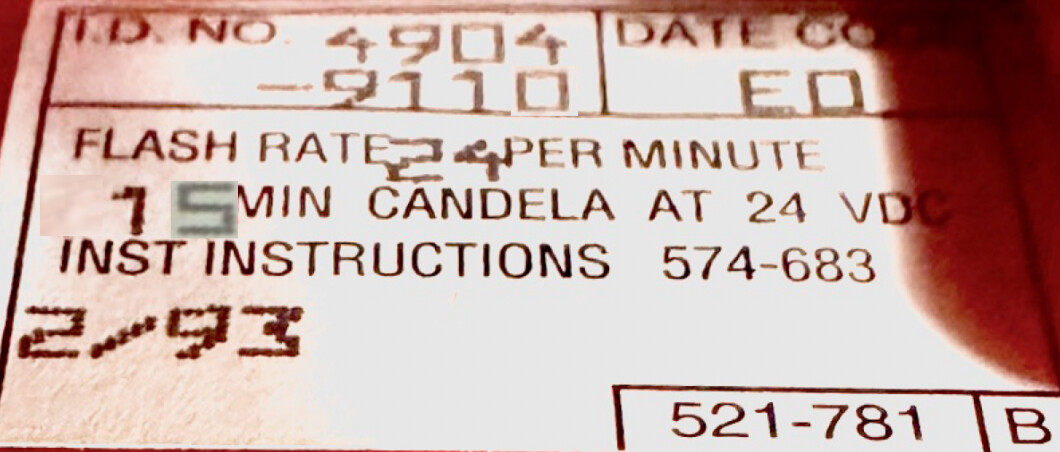 I.D. NO. 4904 DATE CODE
-9110 ED
FLASH RATE 24 PER MINUTE
15 MIN CANDELA AT 24 VDC
INST INSTRUCTIONS 574-683
2/93
521-781 B